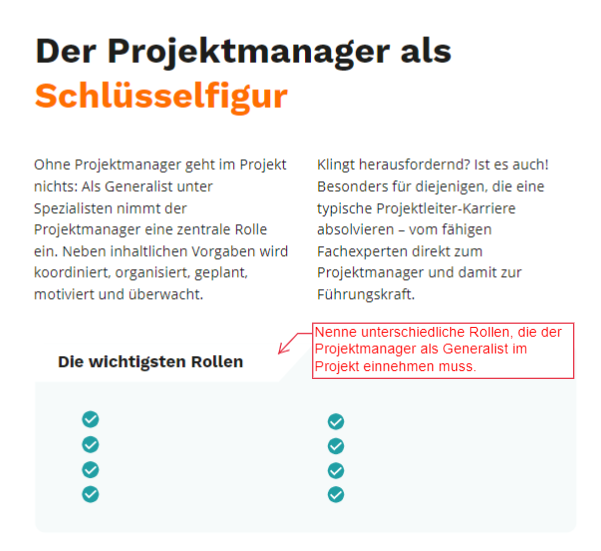 Der Projektmanager als
Schlüsselfigur
Ohne Projektmanager geht im Projekt
nichts: Als Generalist unter
Spezialisten nimmt der
Projektmanager eine zentrale Rolle
ein. Neben inhaltlichen Vorgaben wird
koordiniert, organisiert, geplant,
motiviert und überwacht.
Klingt herausfordernd? Ist es auch!
Besonders für diejenigen, die eine
typische Projektleiter-Karriere
absolvieren – vom fähigen
Fachexperten direkt zum
Projektmanager und damit zur
Führungskraft.
Nenne unterschiedliche Rollen, die der
Projektmanager als Generalist im
Projekt einnehmen muss.
Die wichtigsten Rollen